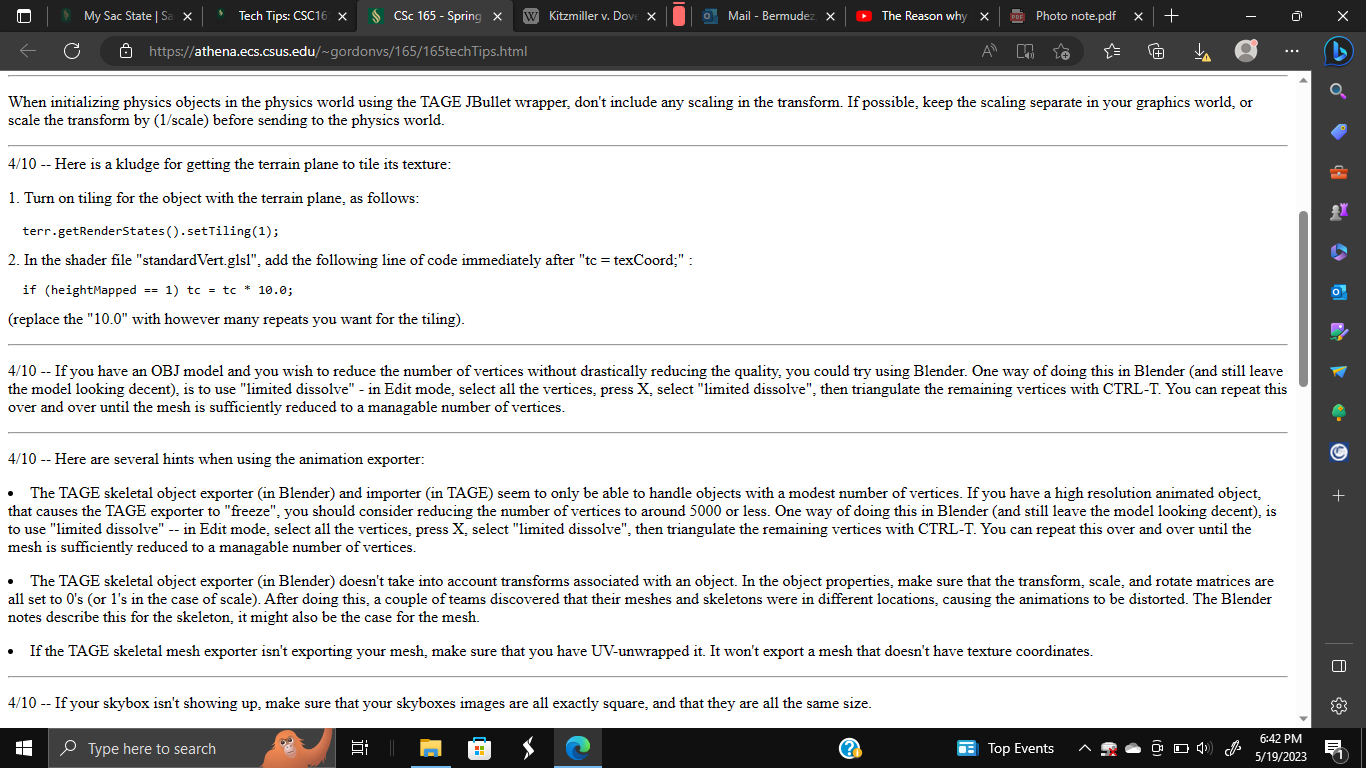 My Sac State | Sa
Tech Tips: CSC16
CSc 165 - Spring
Kitzmiller v. Dove
Mail - Bermudez,
The Reason why
Photo note.pdf
https://athena.ecs.csus.edu/~gordonvs/165/165techTips.html
When initializing physics objects in the physics world using the TAGE JBullet wrapper, don't include any scaling in the transform. If possible, keep the scaling separate in your graphics world, or
scale the transform by (1/scale) before sending to the physics world.
4/10 -- Here is a kludge for getting the terrain plane to tile its texture:
1. Turn on tiling for the object with the terrain plane, as follows:
terr.getRenderStates().setTiling(1);
2. In the shader file "standardVert.glsl", add the following line of code immediately after "tc = texCoord;" :
if (heightMapped == 1) tc = tc * 10.0;
(replace the "10.0" with however many repeats you want for the tiling).
4/10 -- If you have an OBJ model and you wish to reduce the number of vertices without drastically reducing the quality, you could try using Blender. One way of doing this in Blender (and still leave
the model looking decent), is to use "limited dissolve" - in Edit mode, select all the vertices, press X, select "limited dissolve", then triangulate the remaining vertices with CTRL-T. You can repeat this
over and over until the mesh is sufficiently reduced to a managable number of vertices.
4/10 -- Here are several hints when using the animation exporter:
• The TAGE skeletal object exporter (in Blender) and importer (in TAGE) seem to only be able to handle objects with a modest number of vertices. If you have a high resolution animated object,
that causes the TAGE exporter to "freeze", you should consider reducing the number of vertices to around 5000 or less. One way of doing this in Blender (and still leave the model looking decent), is
to use "limited dissolve" -- in Edit mode, select all the vertices, press X, select "limited dissolve", then triangulate the remaining vertices with CTRL-T. You can repeat this over and over until the
mesh is sufficiently reduced to a managable number of vertices.
• The TAGE skeletal object exporter (in Blender) doesn't take into account transforms associated with an object. In the object properties, make sure that the transform, scale, and rotate matrices are
all set to 0's (or 1's in the case of scale). After doing this, a couple of teams discovered that their meshes and skeletons were in different locations, causing the animations to be distorted. The Blender
notes describe this for the skeleton, it might also be the case for the mesh.
• If the TAGE skeletal mesh exporter isn't exporting your mesh, make sure that you have UV-unwrapped it. It won't export a mesh that doesn't have texture coordinates.
4/10 -- If your skybox isn't showing up, make sure that your skyboxes images are all exactly square, and that they are all the same size.
Type here to search
Top Events
6:42 PM
5/19/2023
1